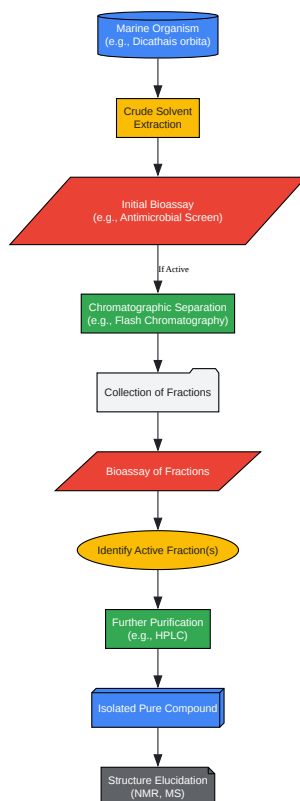 Marine Organism
(e.g., Dicathais orbita)
Crude Solvent
Extraction
Initial Bioassay
(e.g., Antimicrobial Screen)
If Active
Chromatographic Separation
(e.g., Flash Chromatography)
Collection of Fractions
Bioassay of Fractions
Identify Active Fraction(s)
Further Purification
(e.g., HPLC)
Isolated Pure Compound
Structure Elucidation
(NMR, MS)